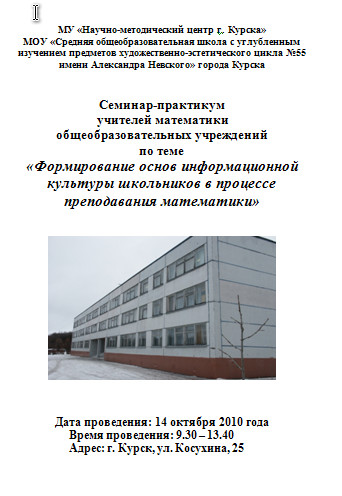 МУ «Научно-методический центр г. Курска»
МОУ «Средняя общеобразовательная школа с углубленным
изучением предметов художественно-эстетического цикла №55
имени Александра Невского» города Курска
Семинар-практикум
учителей математики
общеобразовательных учреждений
по теме
«Формирование основ информационной
культуры школьников в процессе
преподавания математики»
Дата проведения: 14 октября 2010 года
Время проведения: 9.30 – 13.40
Адрес: г. Курск, ул. Косухина, 25